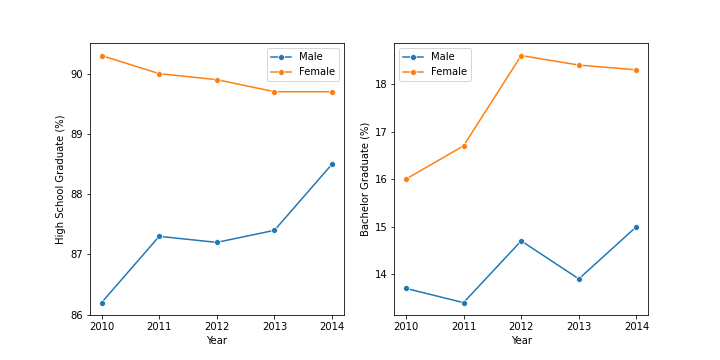 Male
Female
90
89
88
87
86
High School Graduate (%)
2010 2011 2012 2013 2014
Year
Male
Female
18
17
16
15
14
Bachelor Graduate (%)
2010 2011 2012 2013 2014
Year